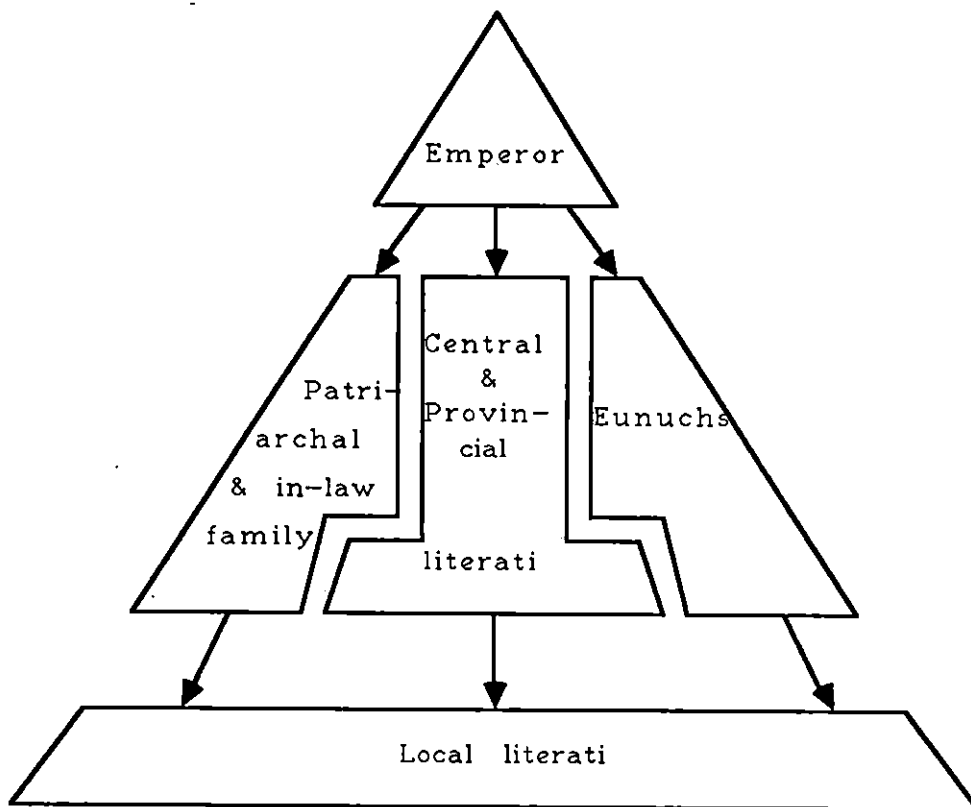 Emperor
Patri-
archal
& in-law
family
Central
&
Provin-
cial
literati
Eunuchs
Local literati